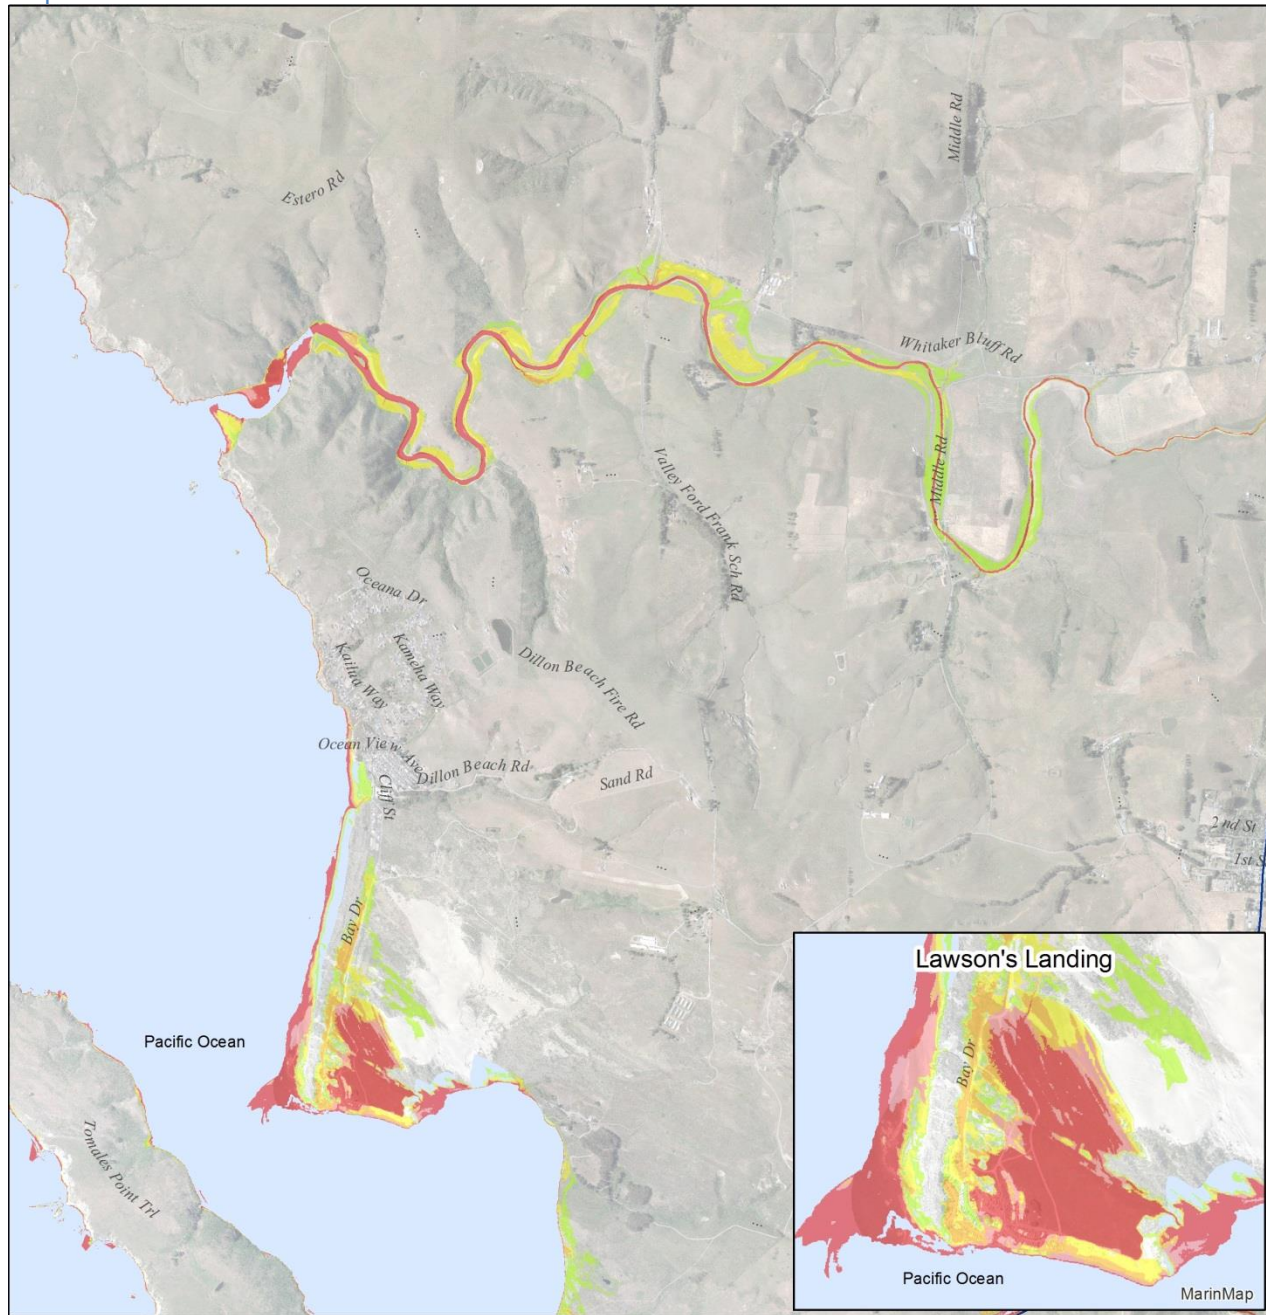 Middle Rd
Estero Rd
Whitaker Bluff Rd
Middle Rd
Valley Ford Frank Sch Rd
Oceana Dr
Kailua Way
Kameha Way
Dillon Beach Fire Rd
Ocean View Ave
Dillon Beach Rd
Sand Rd
Cliff St
2 nd St
1st S
Bay Dr
Pacific Ocean
Tomales Point Trl
Lawson's Landing
Bay Dr
Pacific Ocean
MarinMap